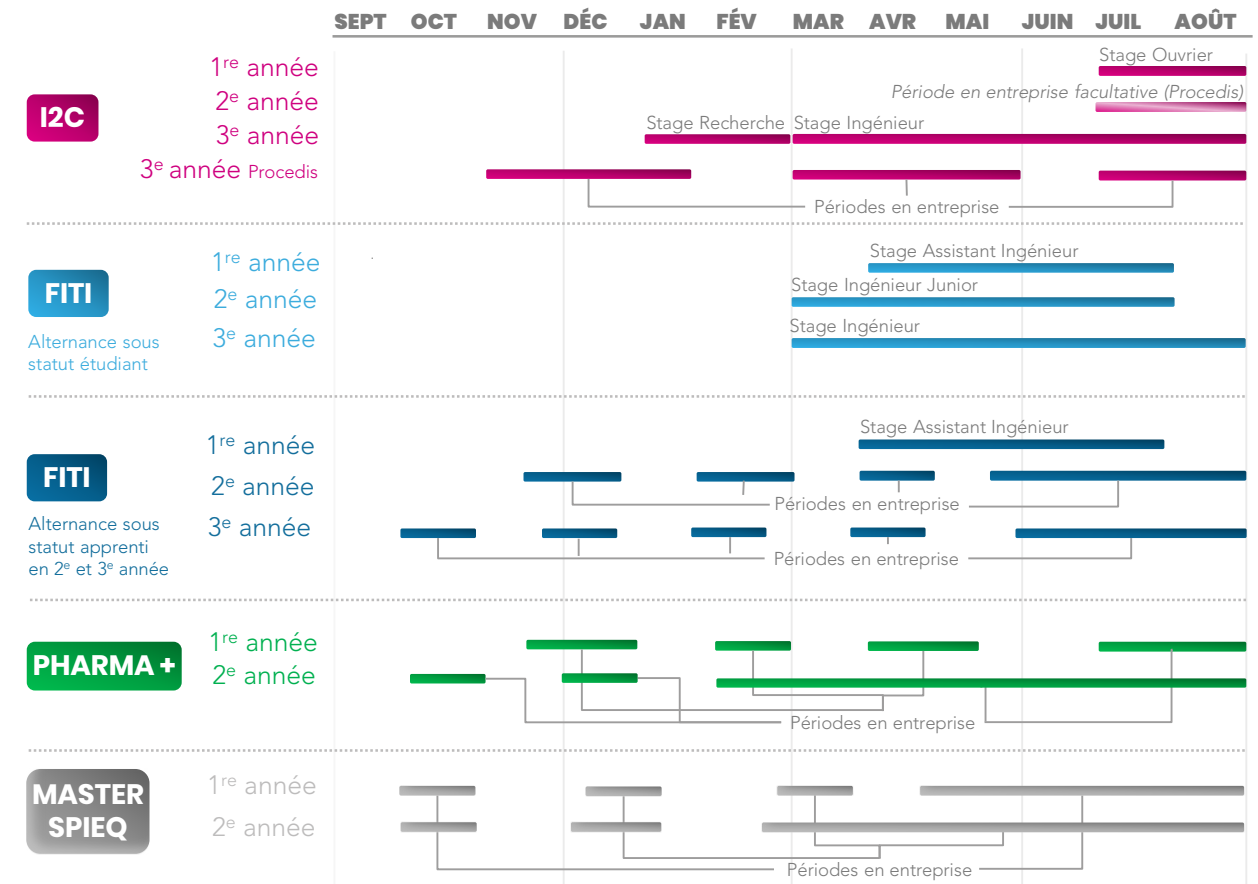 SEPT OCT NOV DÉC JAN FÉV MAR AVR MAI JUIN JUIL AOÛT
I2C
1re année
Stage Ouvrier
2e année
Période en entreprise facultative (Procedis)
3e année
Stage Recherche
Stage Ingénieur
3e année Procedis
Périodes en entreprise
FITI
Alternance sous
statut étudiant
1re année
Stage Assistant Ingénieur
2e année
Stage Ingénieur Junior
3e année
Stage Ingénieur
FITI
Alternance sous
statut apprenti
en 2e et 3e année
1re année
Stage Assistant Ingénieur
2e année
Périodes en entreprise
3e année
Périodes en entreprise
PHARMA +
1re année
2e année
Périodes en entreprise
MASTER
SPIEQ
1re année
2e année
Périodes en entreprise